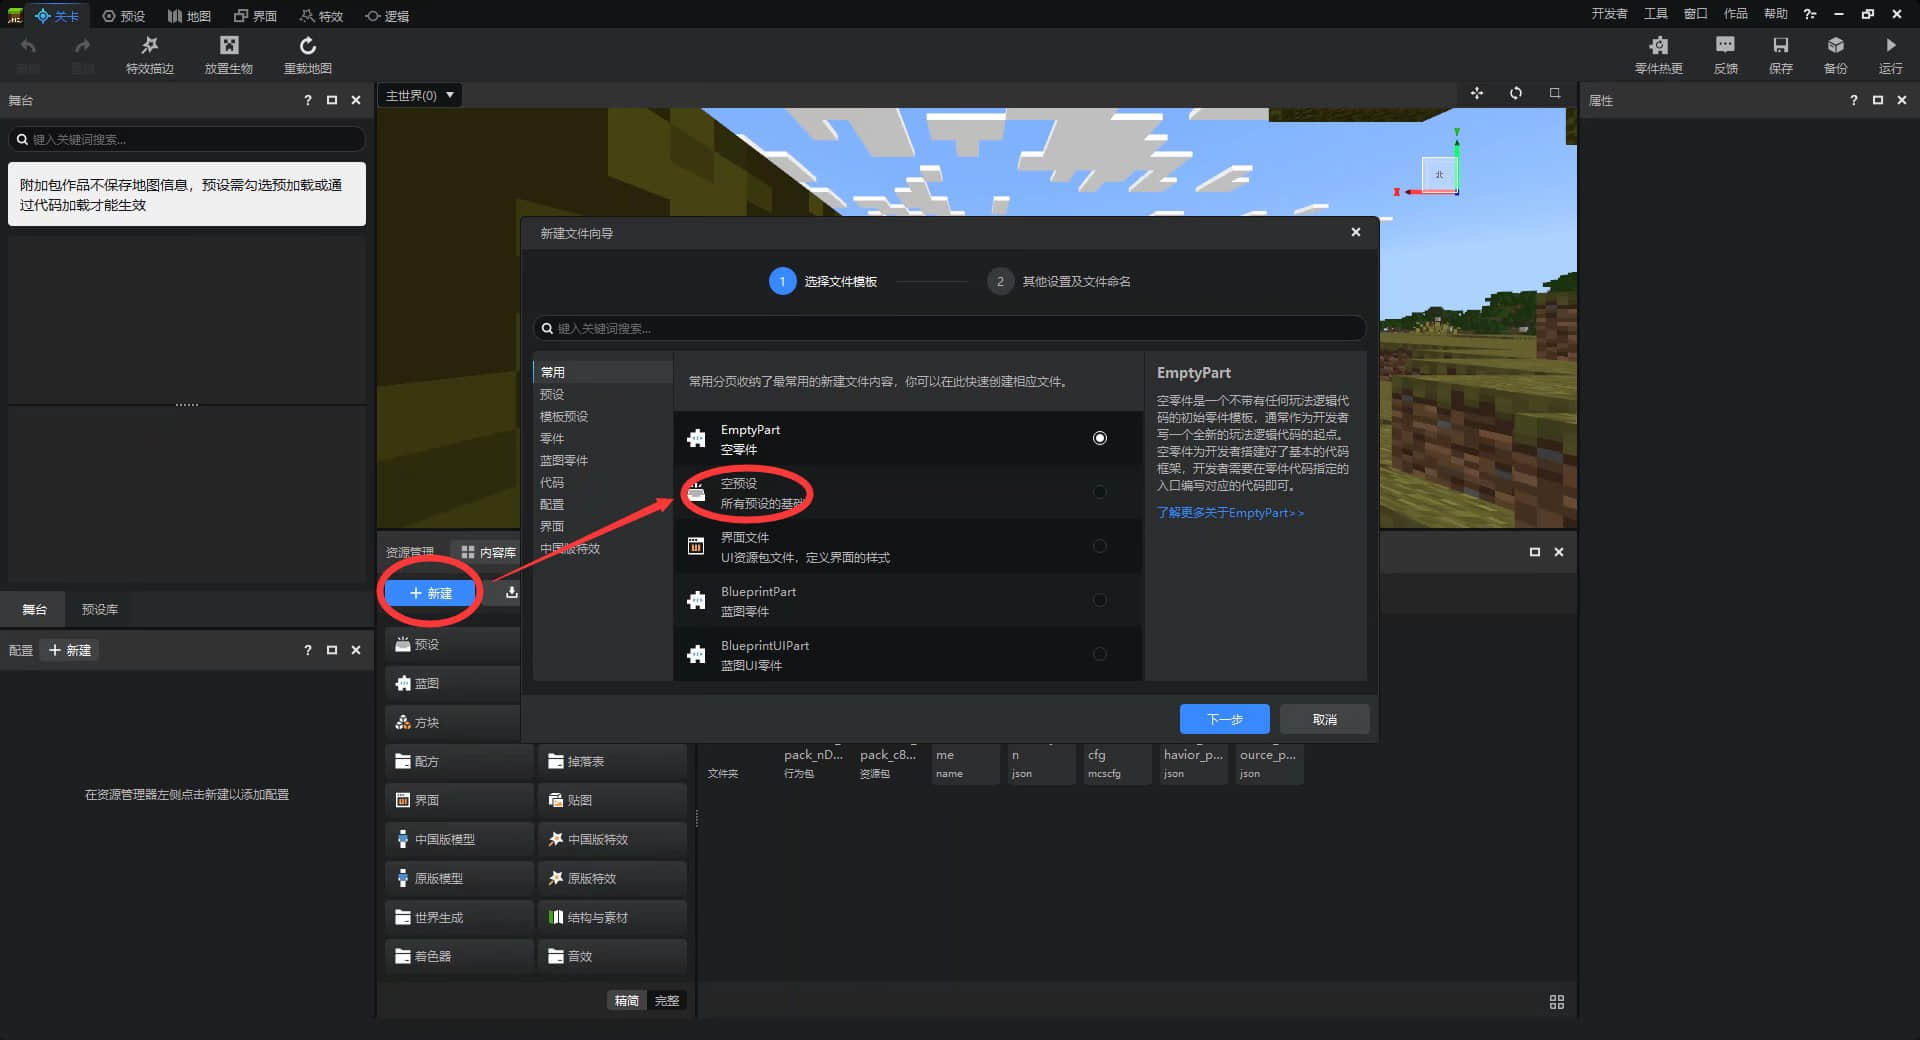 关卡
预设
地图
界面
特效
逻辑
开发者
工具
窗口
作品
帮助
特效描边
放置生物
重载地图
零件热更
反馈
保存
备份
运行
舞台
键入关键词搜索...
附加包作品不保存地图信息，预设需勾选预加载或通
过代码加载才能生效
主世界(0)
Y
北
X
属性
新建文件向导
1 选择文件模板
2 其他设置及文件命名
键入关键词搜索...
常用
预设
模板预设
零件
蓝图零件
代码
配置
界面
中国版特效
常用分页收纳了最常用的新建文件内容，你可以在此快速创建相应文件。
EmptyPart
空零件
空预设
所有预设的基础
界面文件
UI资源包文件，定义界面的样式
BlueprintPart
蓝图零件
BlueprintUIPart
蓝图UI零件
EmptyPart
空零件是一个不带有任何玩法逻辑代
码的初始零件模板，通常作为开发者
写一个全新的玩法逻辑代码的起点。
空零件为开发者搭建好了基本的代码
框架，开发者需要在零件代码指定的
入口编写对应的代码即可。
了解更多关于EmptyPart>>
下一步
取消
舞台
预设库
配置
+ 新建
在资源管理器左侧点击新建以添加配置
资源管理
内容库
+ 新建
预设
蓝图
方块
配方
掉落表
界面
贴图
中国版模型
中国版特效
原版模型
原版特效
世界生成
结构与素材
着色器
音效
精简
完整
文件夹
pack_nD...
行为包
pack_c8...
资源包
me
name
n
json
cfg
mcscfg
havior_p...
json
ource_p...
json